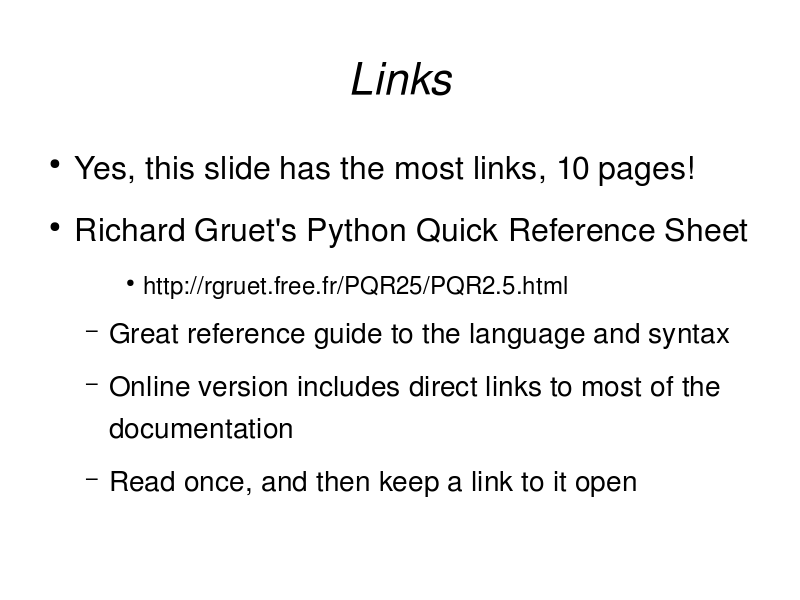 Links
• Yes, this slide has the most links, 10 pages!
• Richard Gruet's Python Quick Reference Sheet
• http://rgruet.free.fr/PQR25/PQR2.5.html
– Great reference guide to the language and syntax
– Online version includes direct links to most of the
documentation
– Read once, and then keep a link to it open